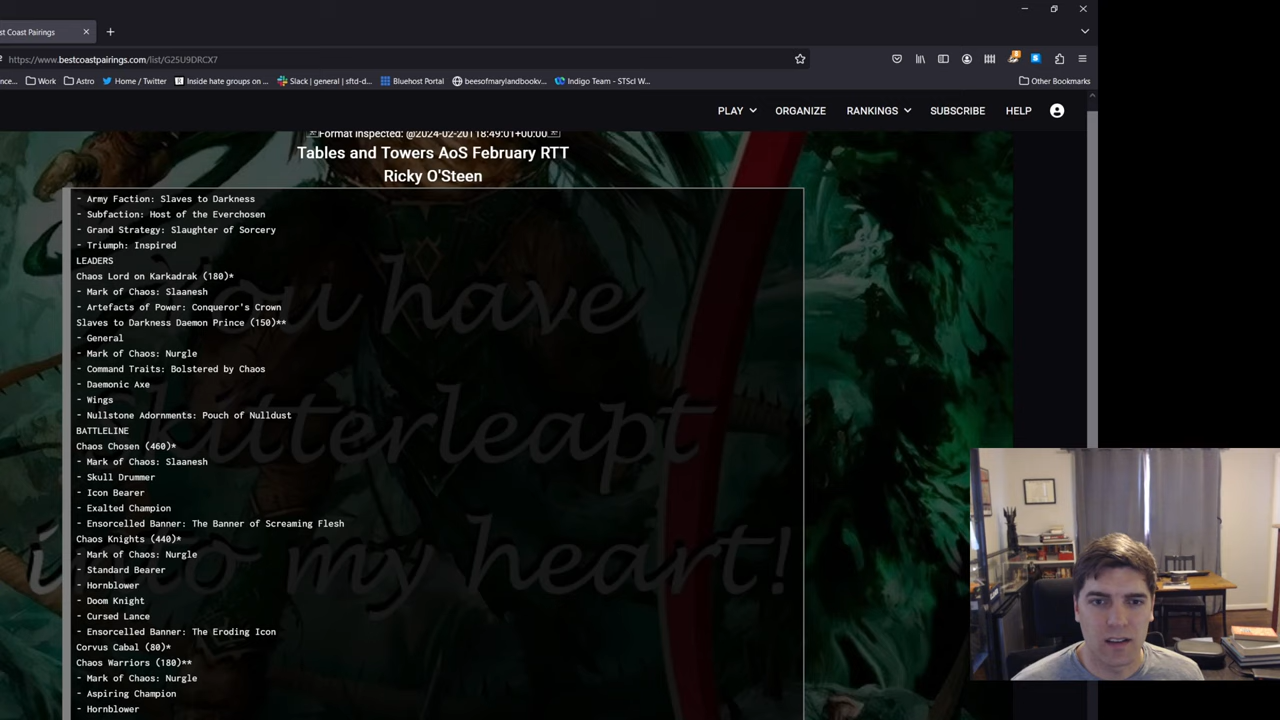 st Coast Pairings
https://www.bestcoastpairings.com/list/G25U9DRCX7
nce...
Work
Astro
Home / Twitter
Inside hate groups on ...
Slack | general | sftd-d...
Bluehost Portal
beesofmarylandbookv...
Indigo Team - STScI W...
Other Bookmarks
PLAY
ORGANIZE
RANKINGS
SUBSCRIBE
HELP
Format Inspected: @2024-02-20T18:49:01+00:00
Tables and Towers AoS February RTT
Ricky O'Steen
- Army Faction: Slaves to Darkness
- Subfaction: Host of the Everchosen
- Grand Strategy: Slaughter of Sorcery
- Triumph: Inspired
LEADERS
Chaos Lord on Karkadrak (180)*
- Mark of Chaos: Slaanesh
- Artefacts of Power: Conqueror's Crown
Slaves to Darkness Daemon Prince (150)**
- General
- Mark of Chaos: Nurgle
- Command Traits: Bolstered by Chaos
- Daemonic Axe
- Wings
- Nullstone Adornments: Pouch of Nulldust
BATTLELINE
Chaos Chosen (460)*
- Mark of Chaos: Slaanesh
- Skull Drummer
- Icon Bearer
- Exalted Champion
- Ensorcelled Banner: The Banner of Screaming Flesh
Chaos Knights (440)*
- Mark of Chaos: Nurgle
- Standard Bearer
- Hornblower
- Doom Knight
- Cursed Lance
- Ensorcelled Banner: The Eroding Icon
Corvus Cabal (80)*
Chaos Warriors (180)**
- Mark of Chaos: Nurgle
- Aspiring Champion
- Hornblower
you have
skitterleapt
into my heart!